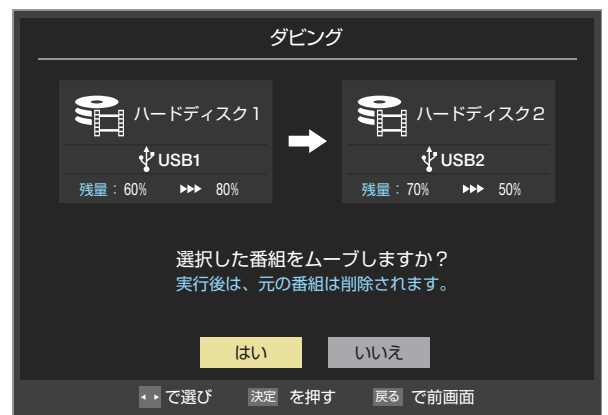 ダビング
ハードディスク1
USB1
残量：60% 80%
ハードディスク2
USB2
残量：70% 50%
選択した番組をムーブしますか？
実行後は、元の番組は削除されます。
はい いいえ
で選び 決定 を押す 戻る で前画面